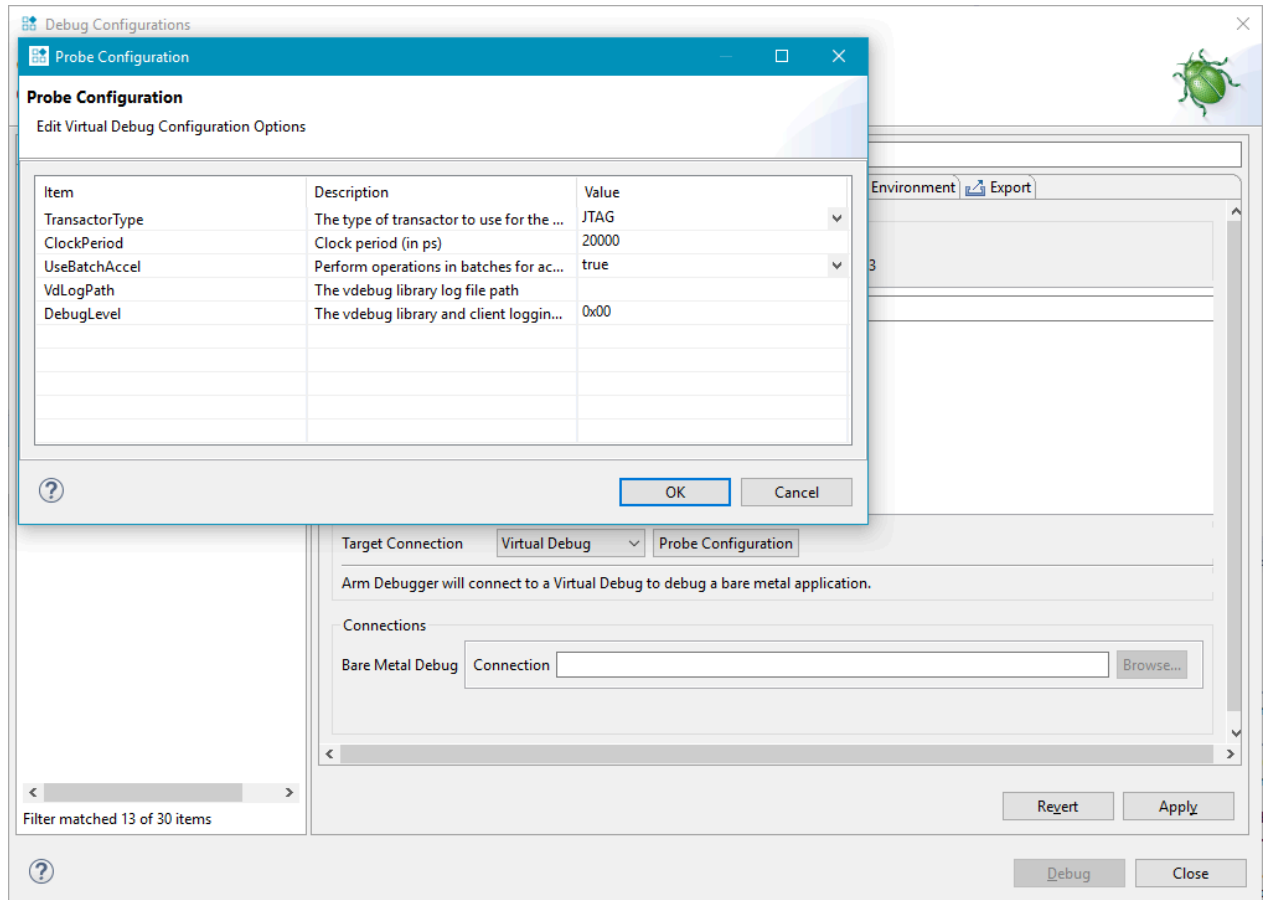 Debug Configurations
Probe Configuration
Probe Configuration
Edit Virtual Debug Configuration Options
Item Description Value
TransactorType The type of transactor to use for the ... JTAG
ClockPeriod Clock period (in ps) 20000
UseBatchAccel Perform operations in batches for ac... true
VdLogPath The vdebug library log file path
DebugLevel The vdebug library and client loggin... 0x00
OK Cancel
Environment Export
3
Target Connection Virtual Debug Probe Configuration
Arm Debugger will connect to a Virtual Debug to debug a bare metal application.
Connections
Bare Metal Debug Connection Browse...
Filter matched 13 of 30 items
Revert Apply
Debug Close